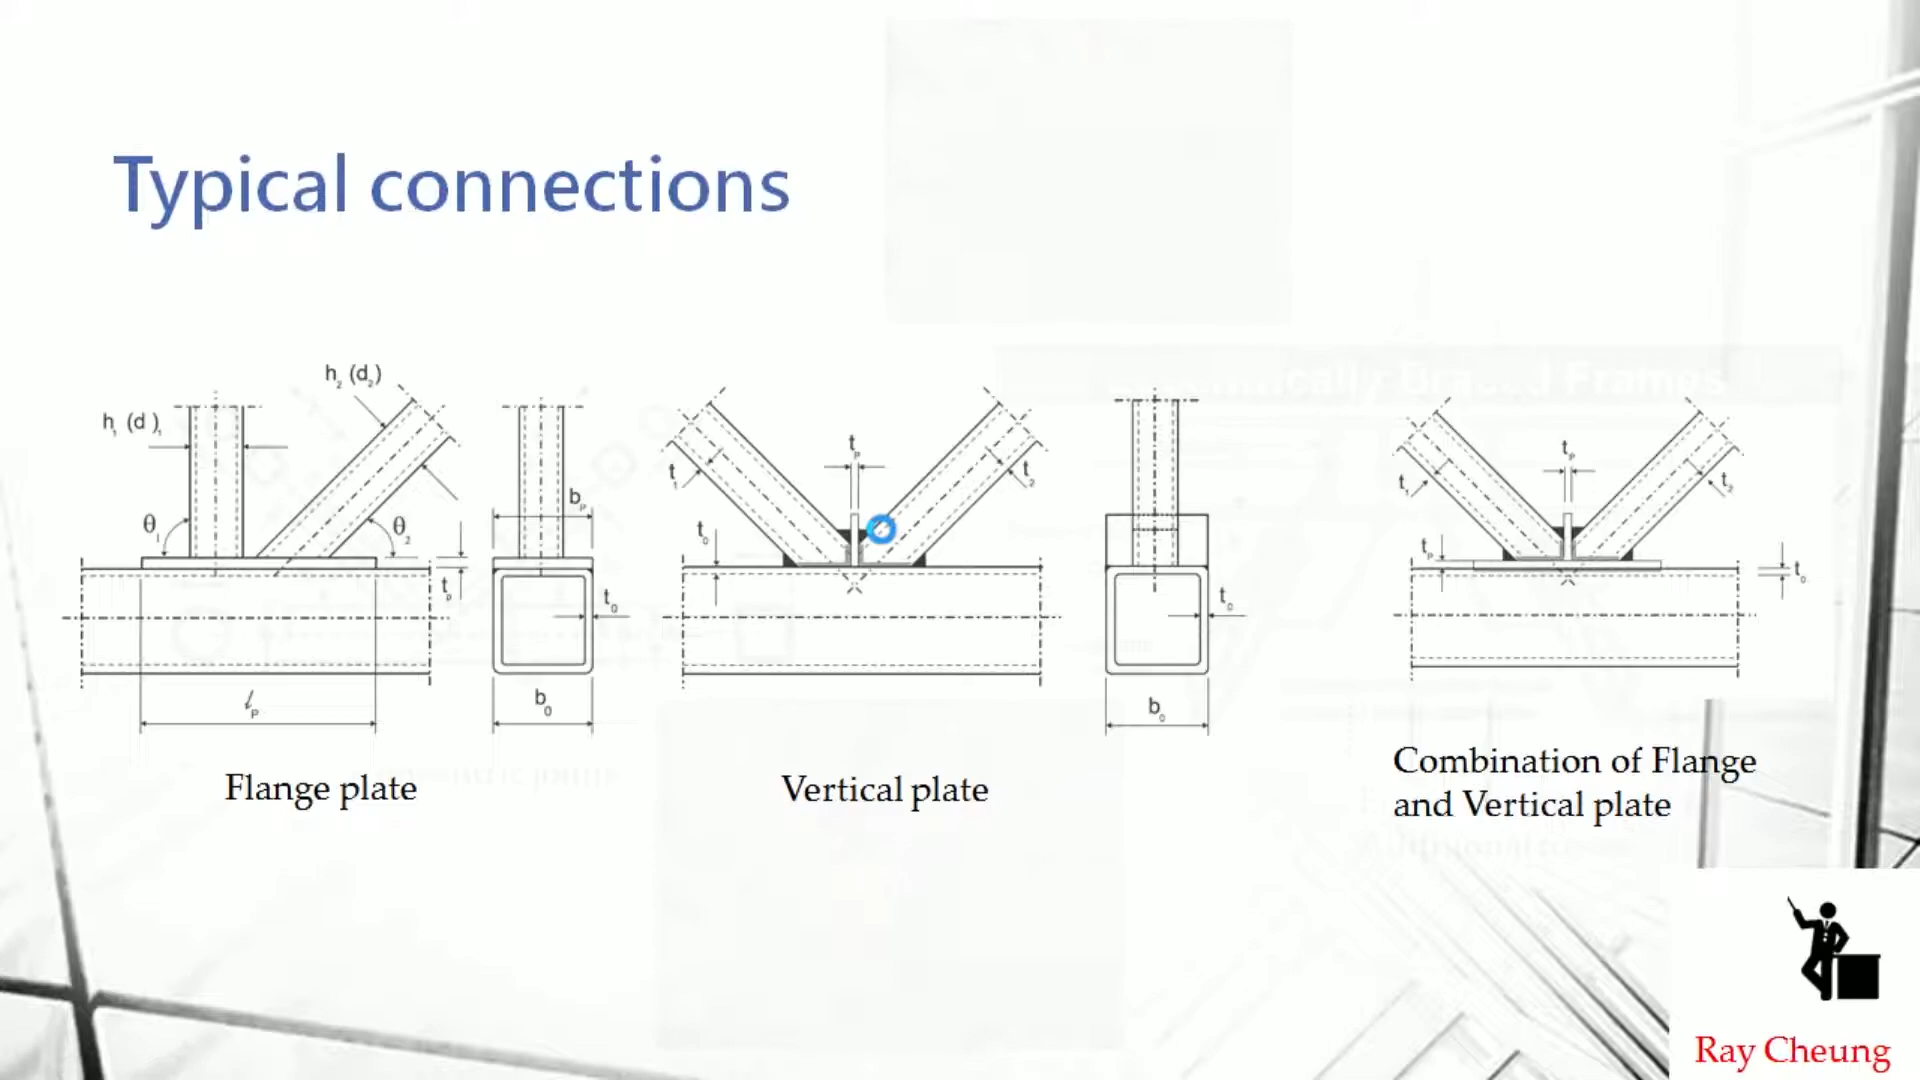 Typical connections
h₂ (d₂)
h₁ (d)₁
θ₁
θ₂
bₚ
tₚ
t₀
ℓₚ
b₀
t₁
tₚ
t₂
t₀
t₀
b₀
t₁
tₚ
t₂
tₚ
t₀
Flange plate
Vertical plate
Combination of Flange
and Vertical plate
Ray Cheung